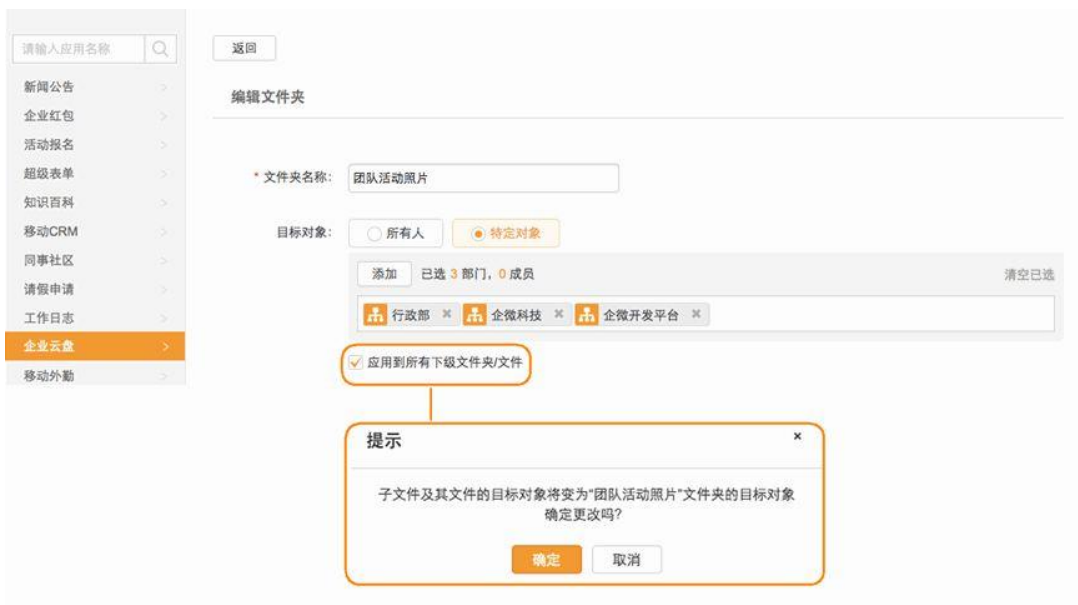 请输入应用名称
返回
新闻公告
编辑文件夹
企业红包
活动报名
超级表单
* 文件夹名称: 团队活动照片
知识百科
移动CRM
目标对象: 所有人 特定对象
同事社区
添加 已选 3 部门, 0 成员 清空已选
请假申请
工作日志
行政部 × 企微科技 × 企微开发平台 ×
企业云盘
应用到所有下级文件夹/文件
移动外勤
提示 ×
子文件及其文件的目标对象将变为"团队活动照片"文件夹的目标对象
确定更改吗?
确定 取消